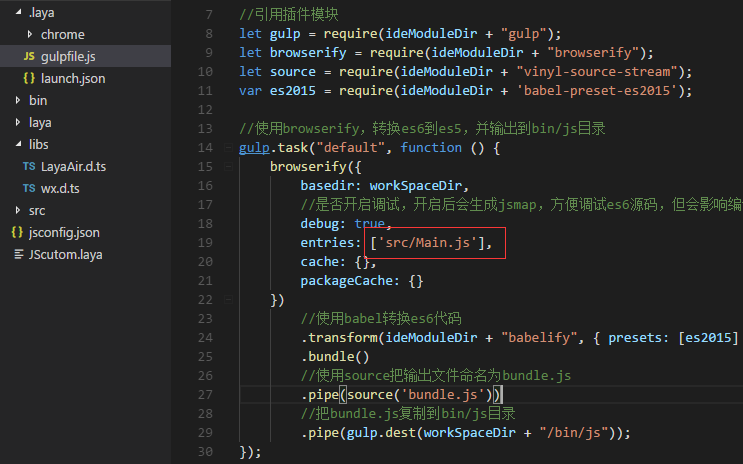 .laya
chrome
JS gulpfile.js
{} launch.json
bin
laya
libs
TS LayaAir.d.ts
TS wx.d.ts
src
{} jsconfig.json
JScutom.laya
7 //引用插件模块
8 let gulp = require(ideModuleDir + "gulp");
9 let browserify = require(ideModuleDir + "browserify");
10 let source = require(ideModuleDir + "vinyl-source-stream");
11 var es2015 = require(ideModuleDir + 'babel-preset-es2015');
12
13 //使用browserify，转换es6到es5，并输出到bin/js目录
14 gulp.task("default", function () {
15 browserify({
16 basedir: workSpaceDir,
17 //是否开启调试，开启后会生成jsmap，方便调试es6源码，但会影响编
18 debug: true,
19 entries: ['src/Main.js'],
20 cache: {},
21 packageCache: {}
22 })
23 //使用babel转换es6代码
24 .transform(ideModuleDir + "babelify", { presets: [es2015]
25 .bundle()
26 //使用source把输出文件命名为bundle.js
27 .pipe(source('bundle.js'))
28 //把bundle.js复制到bin/js目录
29 .pipe(gulp.dest(workSpaceDir + "/bin/js"));
30 });